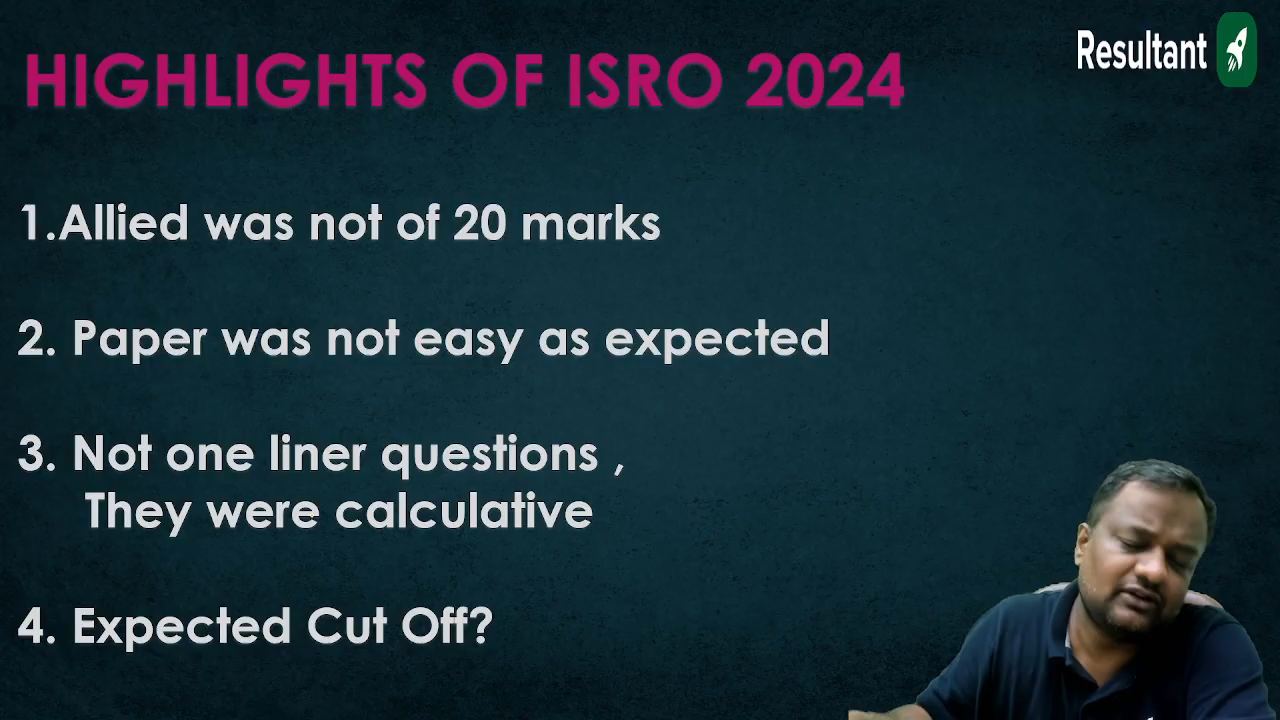 HIGHLIGHTS OF ISRO 2024
Resultant
1.Allied was not of 20 marks
2. Paper was not easy as expected
3. Not one liner questions ,
They were calculative
4. Expected Cut Off?